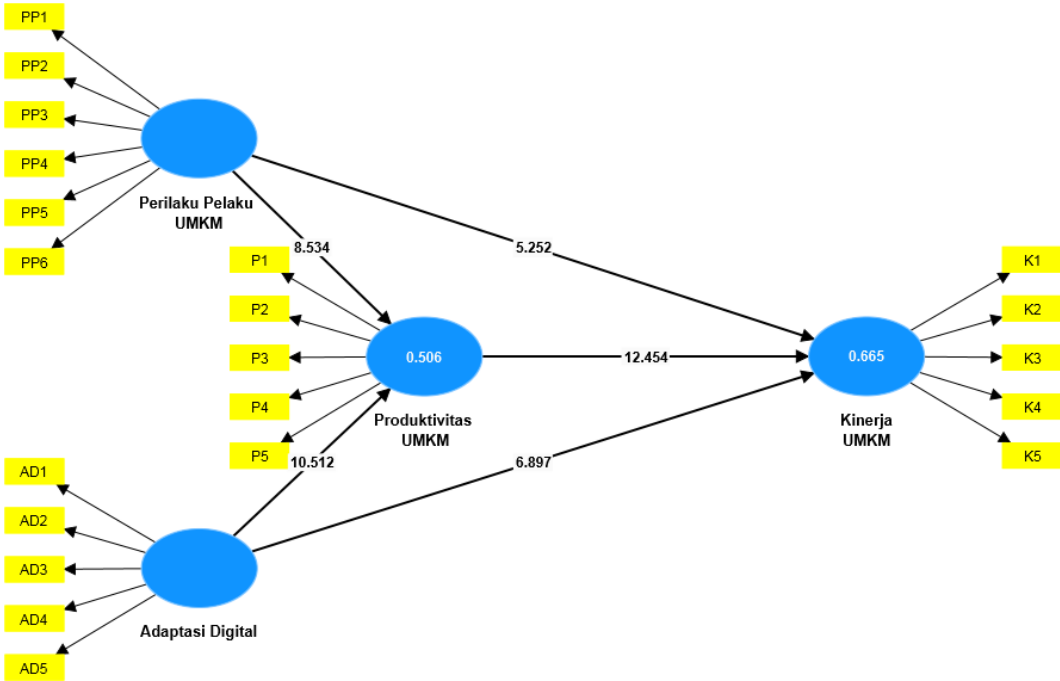 PP1
PP2
PP3
PP4
PP5
PP6
Perilaku Pelaku
UMKM
8.534
5.252
P1
P2
P3
P4
P5
0.506
Produktivitas
UMKM
12.454
0.665
Kinerja
UMKM
K1
K2
K3
K4
K5
10.512
6.897
AD1
AD2
AD3
AD4
AD5
Adaptasi Digital